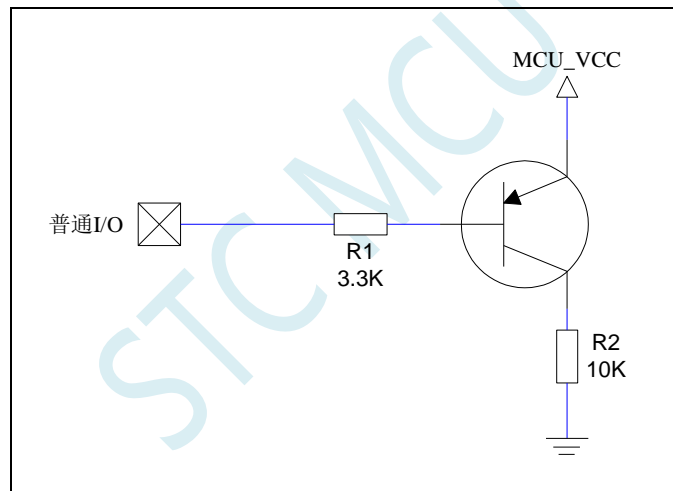 MCU_VCC
普通I/O
R1
3.3K
R2
10K
STC MCU